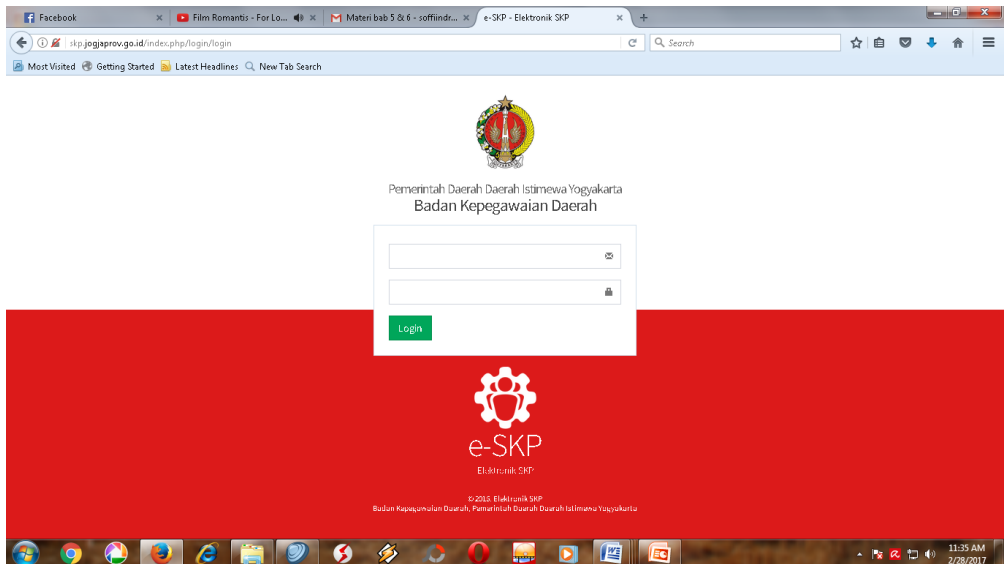 Facebook
Film Romantis - For Lo...
Materi bab 5 & 6 - soffiindr...
e-SKP - Elektronik SKP
skp.jogjaprov.go.id/index.php/login/login
Search
Most Visited
Getting Started
Latest Headlines
New Tab Search
Pemerintah Daerah Daerah Istimewa Yogyakarta
Badan Kepegawaian Daerah
Login
e-SKP
Elektronik SKP
© 2015. Elektronik SKP
Badan Kepegawaian Daerah, Pemerintah Daerah Daerah Istimewa Yogyakarta
11:35 AM
2/28/2017